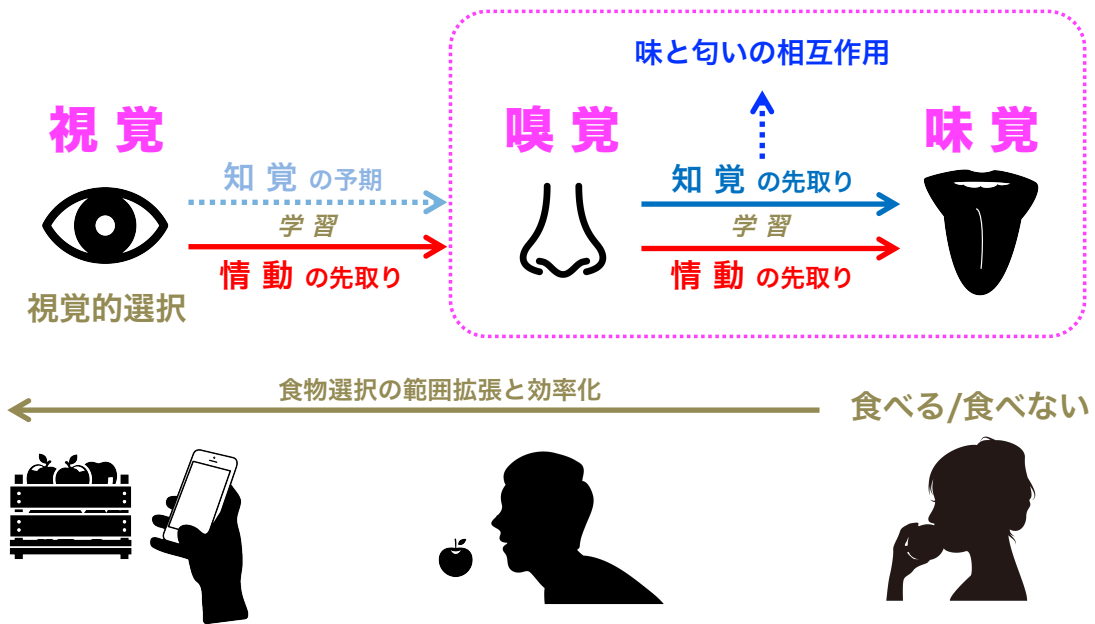 味と匂いの相互作用
視 覚
嗅 覚
味 覚
知 覚 の予期
学 習
情 動 の先取り
知 覚 の先取り
学 習
情 動 の先取り
視覚的選択
食物選択の範囲拡張と効率化
食べる/食べない